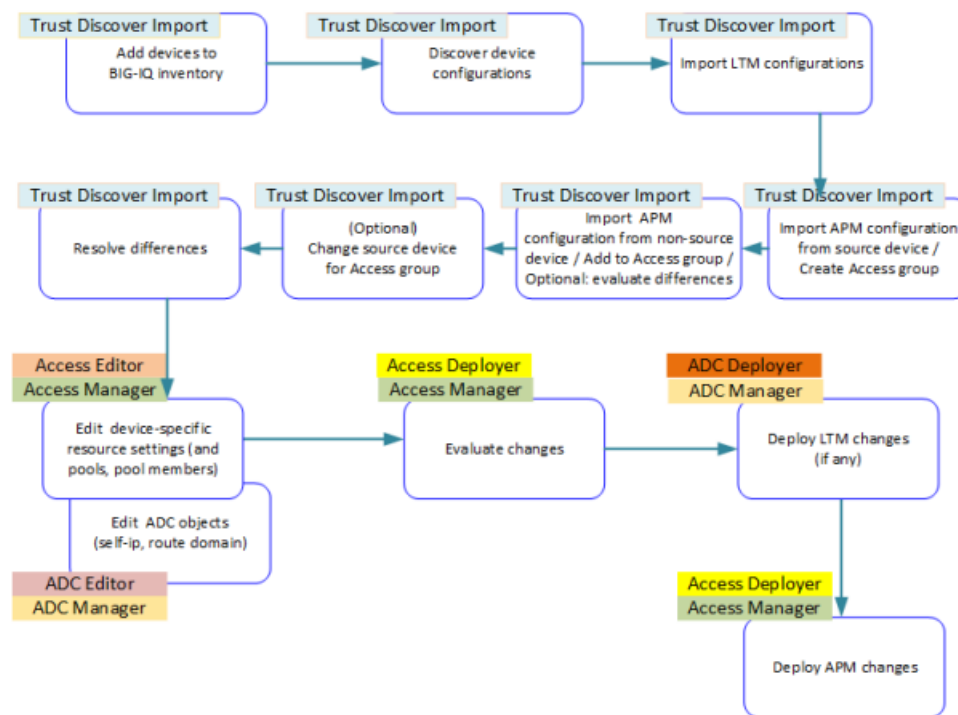 Trust Discover Import
Add devices to
BIG-IQ inventory
Trust Discover Import
Discover device
configurations
Trust Discover Import
Import LTM configurations
Trust Discover Import
Import APM configuration
from source device /
Create Access group
Trust Discover Import
Import APM
configuration from non-source
device / Add to Access group /
Optional: evaluate differences
Trust Discover Import
(Optional)
Change source device
for Access group
Trust Discover Import
Resolve differences
Access Editor
Access Manager
Edit device-specific
resource settings (and
pools, pool members)
Edit ADC objects
(self-ip, route domain)
ADC Editor
ADC Manager
Access Deployer
Access Manager
Evaluate changes
ADC Deployer
ADC Manager
Deploy LTM changes
(if any)
Access Deployer
Access Manager
Deploy APM changes